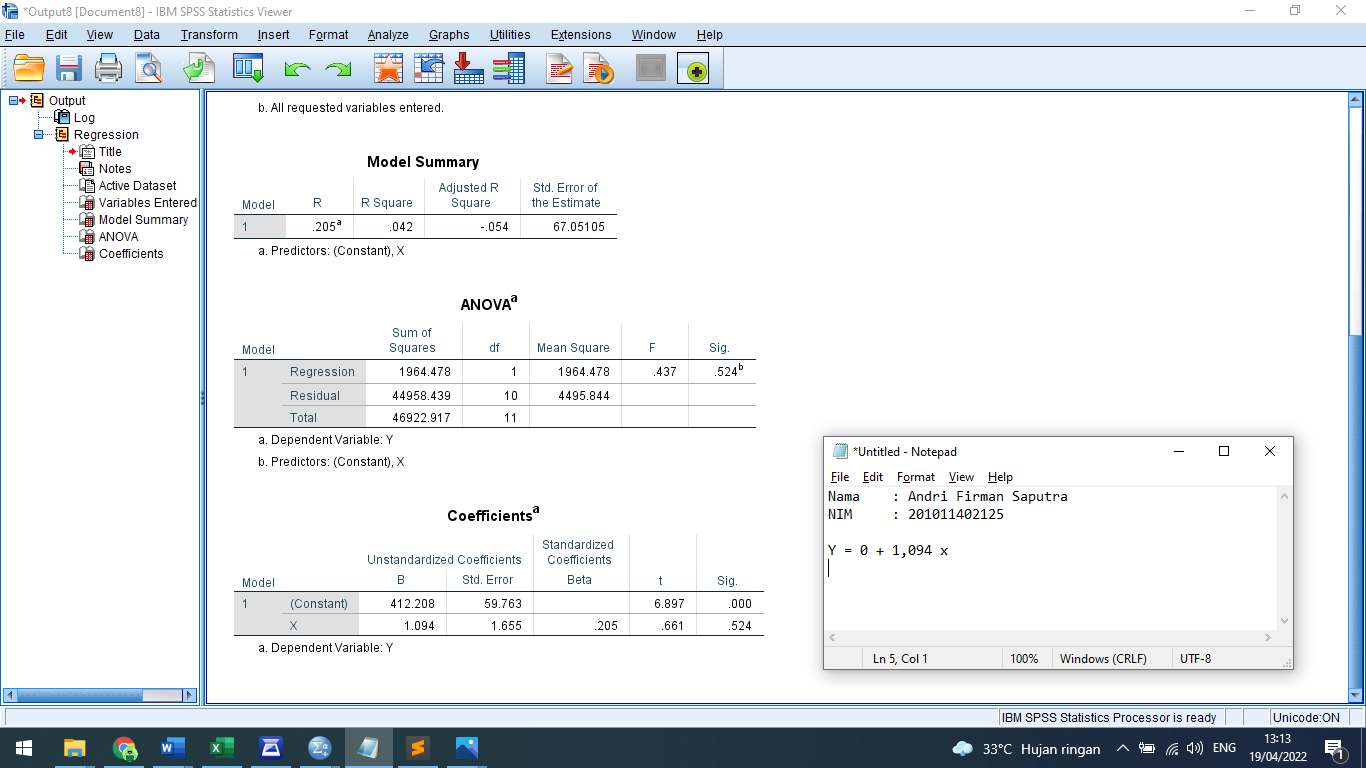 *Output8 [Document8] - IBM SPSS Statistics Viewer
File Edit View Data Transform Insert Format Analyze Graphs Utilities Extensions Window Help
Output
Log
Regression
Title
Notes
Active Dataset
Variables Entered
Model Summary
ANOVA
Coefficients
b. All requested variables entered.
Model Summary
Model R R Square Adjusted R Square Std. Error of the Estimate
1 .205a .042 -.054 67.05105
a. Predictors: (Constant), X
ANOVAa
Model Sum of Squares df Mean Square F Sig.
1 Regression 1964.478 1 1964.478 .437 .524b
Residual 44958.439 10 4495.844
Total 46922.917 11
a. Dependent Variable: Y
b. Predictors: (Constant), X
Coefficientsa
Unstandardized Coefficients Standardized Coefficients
Model B Std. Error Beta t Sig.
1 (Constant) 412.208 59.763 6.897 .000
X 1.094 1.655 .205 .661 .524
a. Dependent Variable: Y
*Untitled - Notepad
File Edit Format View Help
Nama : Andri Firman Saputra
NIM : 201011402125
Y = 0 + 1,094 x
Ln 5, Col 1 100% Windows (CRLF) UTF-8
IBM SPSS Statistics Processor is ready Unicode:ON
33°C Hujan ringan ENG 13:13
19/04/2022
1